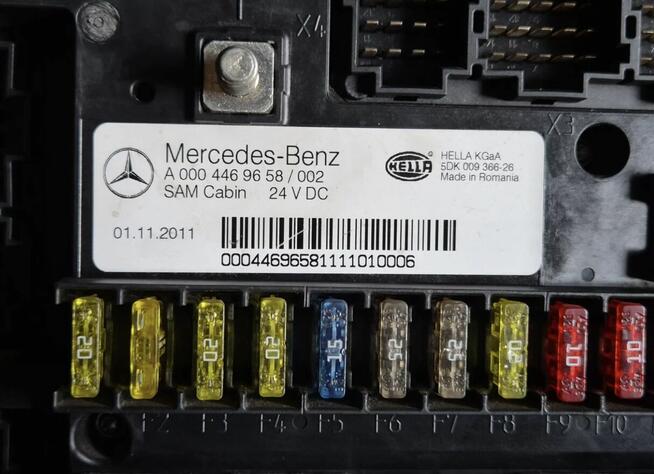 X4
X3
Mercedes-Benz
A 000 446 96 58 / 002
SAM Cabin 24 V DC
HELLA
HELLA KGaA
5DK 009 366-26
Made in Romania
01.11.2011
00044696581111010006
20 20 20 15 25 25 20 10 10
F2 F3 F4 F5 F6 F7 F8 F9 F10